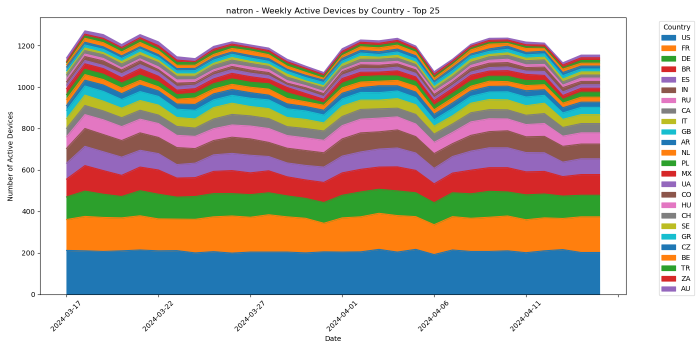 natron - Weekly Active Devices by Country - Top 25
Number of Active Devices
1200
1000
800
600
400
200
0
2024-03-17
2024-03-22
2024-03-27
2024-04-01
2024-04-06
2024-04-11
Date
Country
US
FR
DE
BR
ES
IN
RU
CA
IT
GB
AR
NL
PL
MX
UA
CO
HU
CH
SE
GR
CZ
BE
TR
ZA
AU